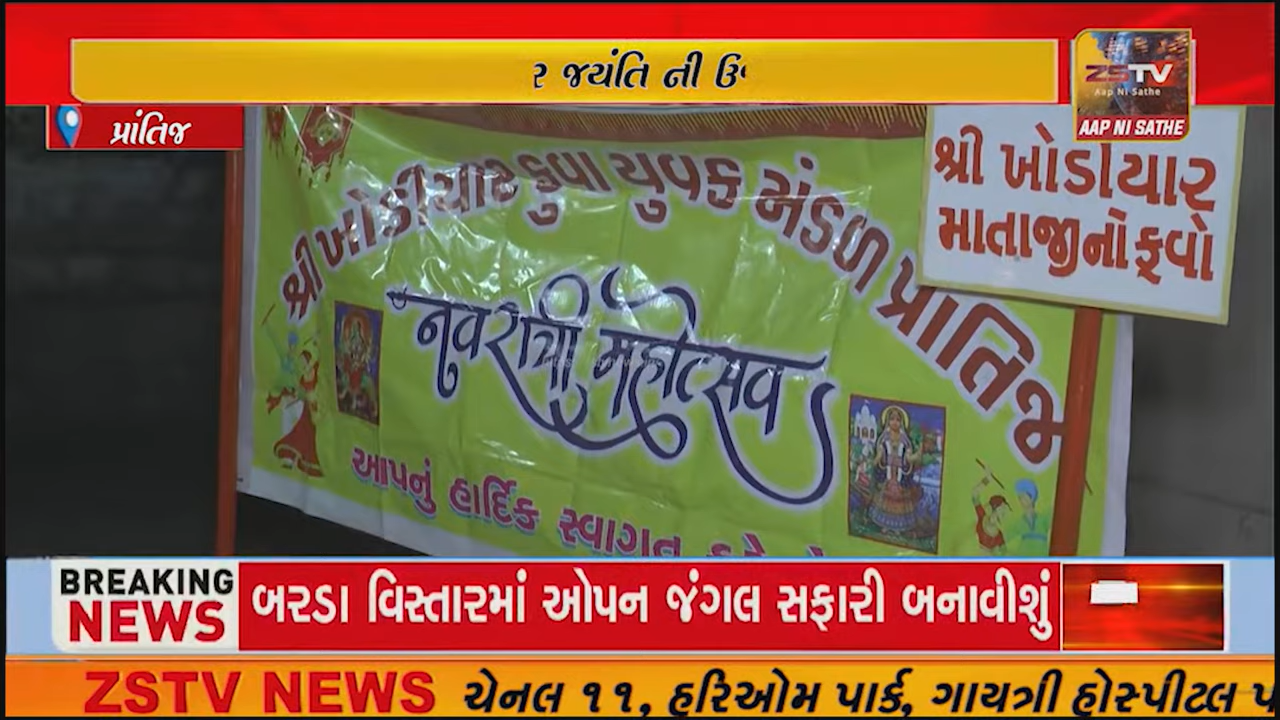 ર જયંતિ ની ઉ
ZSTV
Aap Ni Sathe
AAP NI SATHE
પ્રાંતિજ
શ્રી ખોડીયાર કુવા યુવક મંડળ પ્રાંતિજ
શ્રી ખોડીયાર
માતાજીનો કૂવો
નવરાત્રી મહોત્સવ
આપનું હાર્દિક સ્વાગત કરે છે
BREAKING
NEWS
બરડા વિસ્તારમાં ઓપન જંગલ સફારી બનાવીશું
ZSTV NEWS ચેનલ ૧૧, હરિઓમ પાર્ક, ગાયત્રી હોસ્પીટલ પ